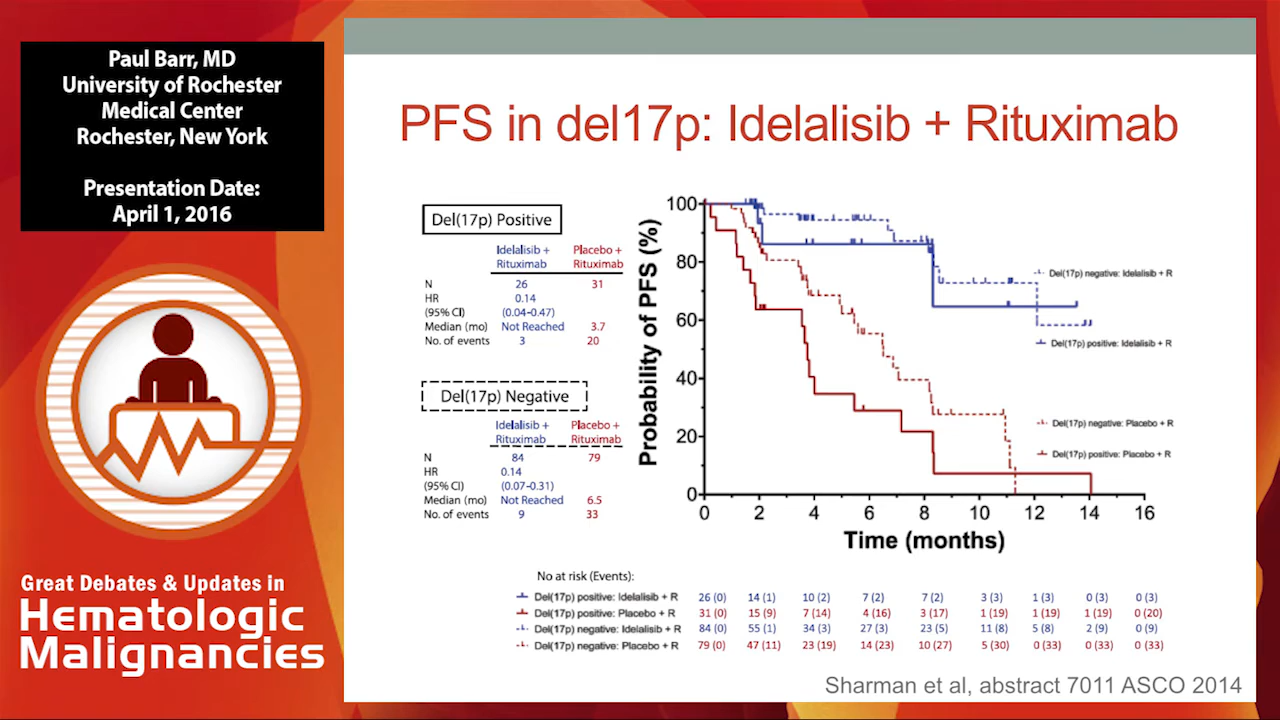 Paul Barr, MD
University of Rochester
Medical Center
Rochester, New York
Presentation Date:
April 1, 2016
Great Debates & Updates in
Hematologic
Malignancies
PFS in del17p: Idelalisib + Rituximab
Del(17p) Positive
Idelalisib + Placebo +
Rituximab Rituximab
N 26 31
HR 0.14
(95% CI) (0.04-0.47)
Median (mo) Not Reached 3.7
No. of events 3 20
Del(17p) Negative
Idelalisib + Placebo +
Rituximab Rituximab
N 84 79
HR 0.14
(95% CI) (0.07-0.31)
Median (mo) Not Reached 6.5
No. of events 9 33
Probability of PFS (%)
100
80
60
40
20
0
0 2 4 6 8 10 12 14 16
Time (months)
Del(17p) negative: Idelalisib + R
Del(17p) positive: Idelalisib + R
Del(17p) negative: Placebo + R
Del(17p) positive: Placebo + R
No at risk (Events):
Del(17p) positive: Idelalisib + R 26 (0) 14 (1) 10 (2) 7 (2) 7 (2) 3 (3) 1 (3) 0 (3) 0 (3)
Del(17p) positive: Placebo + R 31 (0) 15 (9) 7 (14) 4 (16) 3 (17) 1 (19) 1 (19) 1 (19) 0 (20)
Del(17p) negative: Idelalisib + R 84 (0) 55 (1) 34 (3) 27 (3) 23 (5) 11 (8) 5 (8) 2 (9) 0 (9)
Del(17p) negative: Placebo + R 79 (0) 47 (11) 23 (19) 14 (23) 10 (27) 5 (30) 0 (33) 0 (33) 0 (33)
Sharman et al, abstract 7011 ASCO 2014